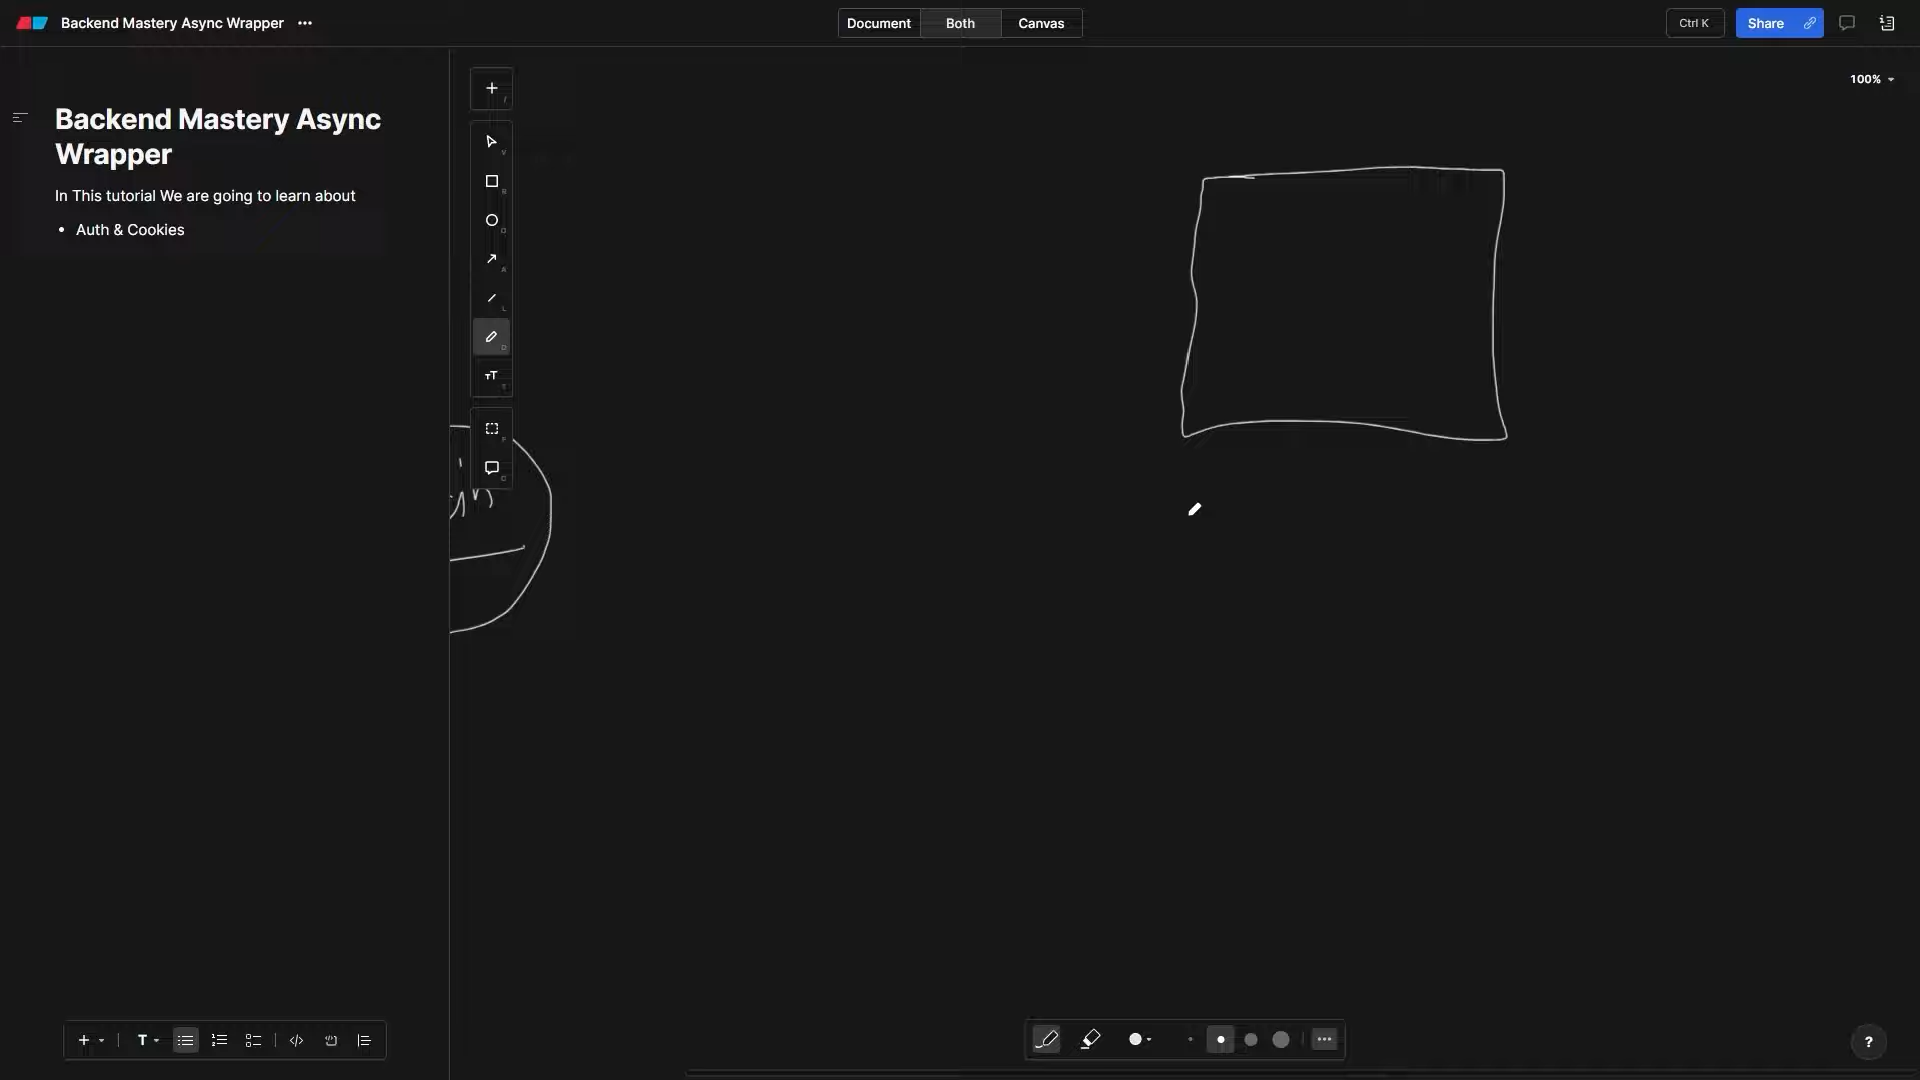 Backend Mastery Async Wrapper
Document Both Canvas
Ctrl K
Share
100%
Backend Mastery Async
Wrapper
In This tutorial We are going to learn about
• Auth & Cookies
T
?